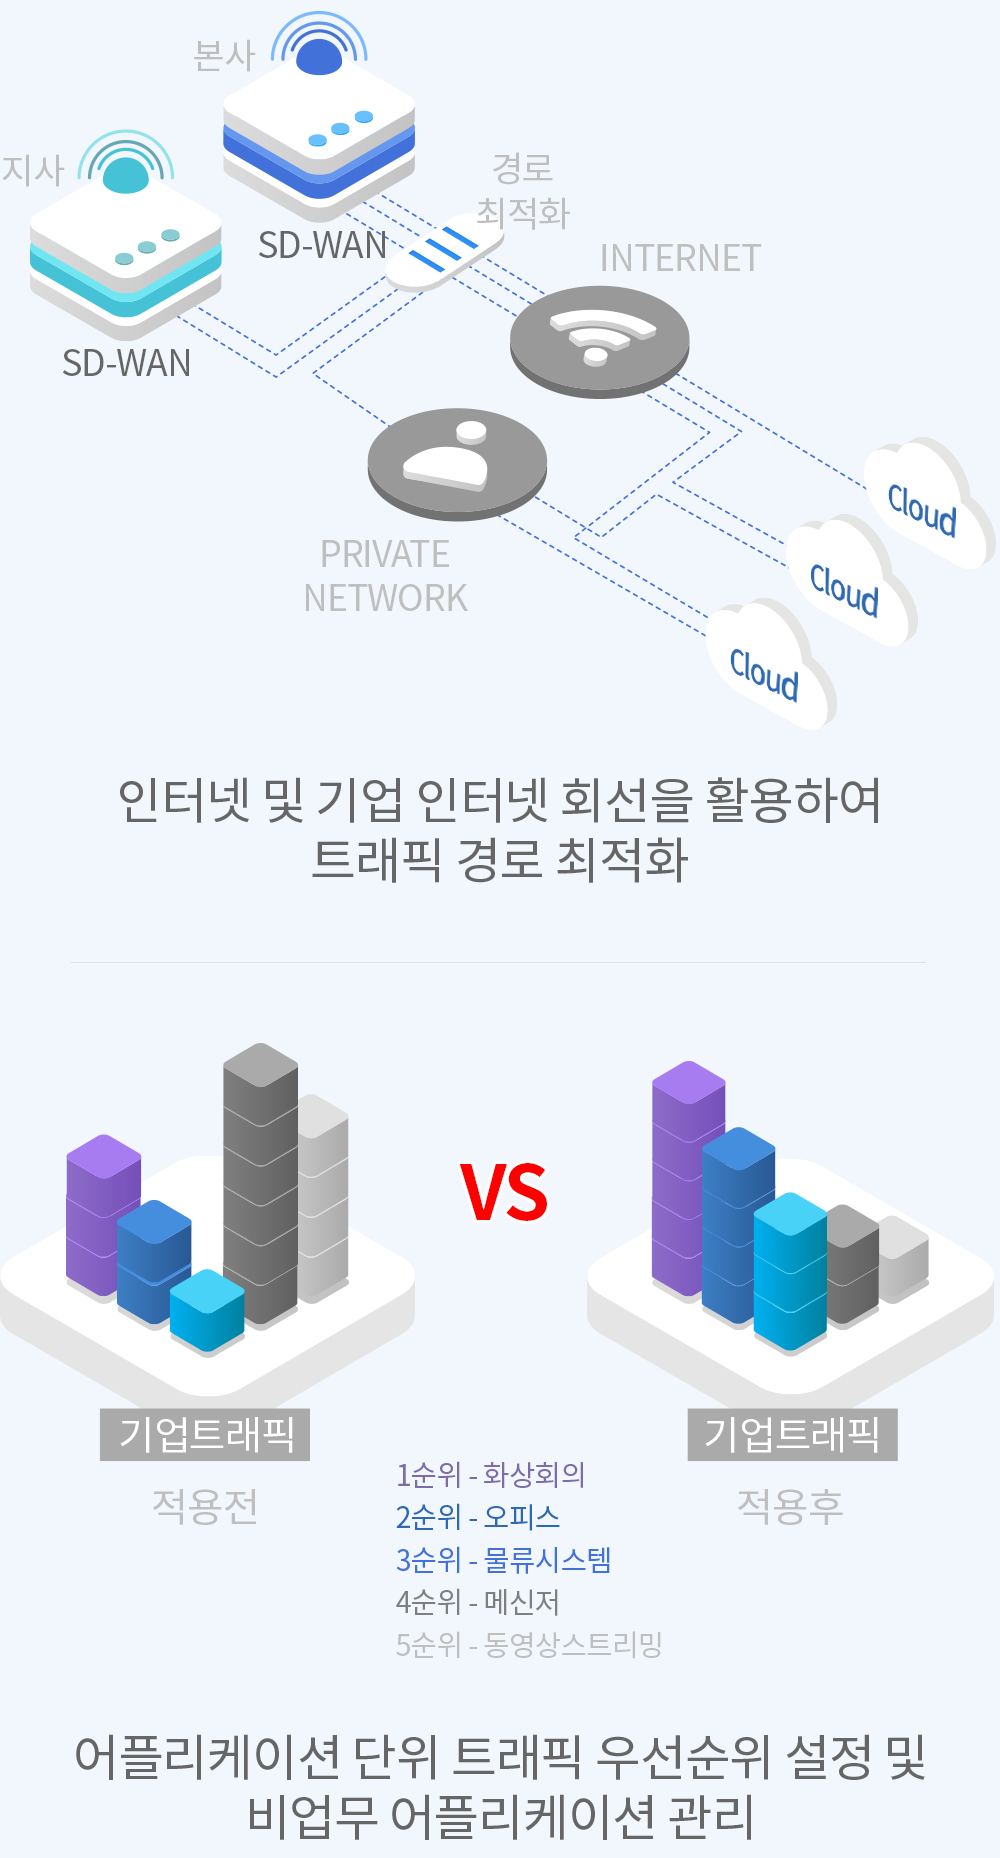 본사
지사
경로
최적화
SD-WAN
INTERNET
SD-WAN
Cloud
PRIVATE
NETWORK
Cloud
Cloud
인터넷 및 기업 인터넷 회선을 활용하여
트래픽 경로 최적화
VS
기업트래픽
기업트래픽
적용전
적용후
1순위 - 화상회의
2순위 - 오피스
3순위 - 물류시스템
4순위 - 메신저
5순위 - 동영상스트리밍
어플리케이션 단위 트래픽 우선순위 설정 및
비업무 어플리케이션 관리